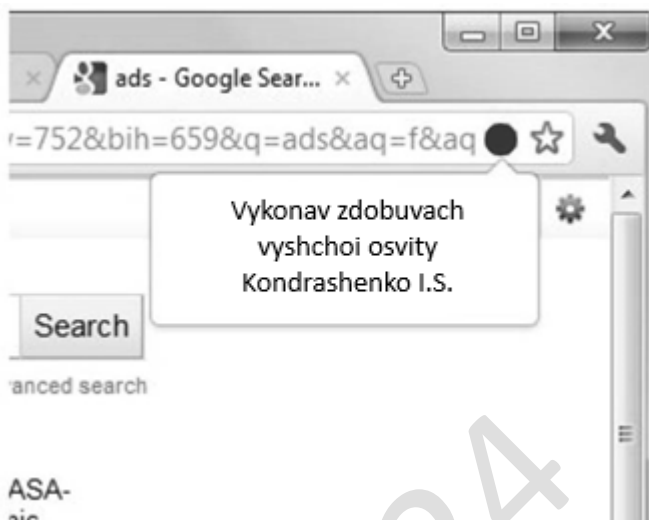 ads - Google Sear...
=752&bih=659&q=ads&aq=f&aq
Vykonav zdobuvach
vyshchoi osvity
Kondrashenko I.S.
Search
anced search
ASA-